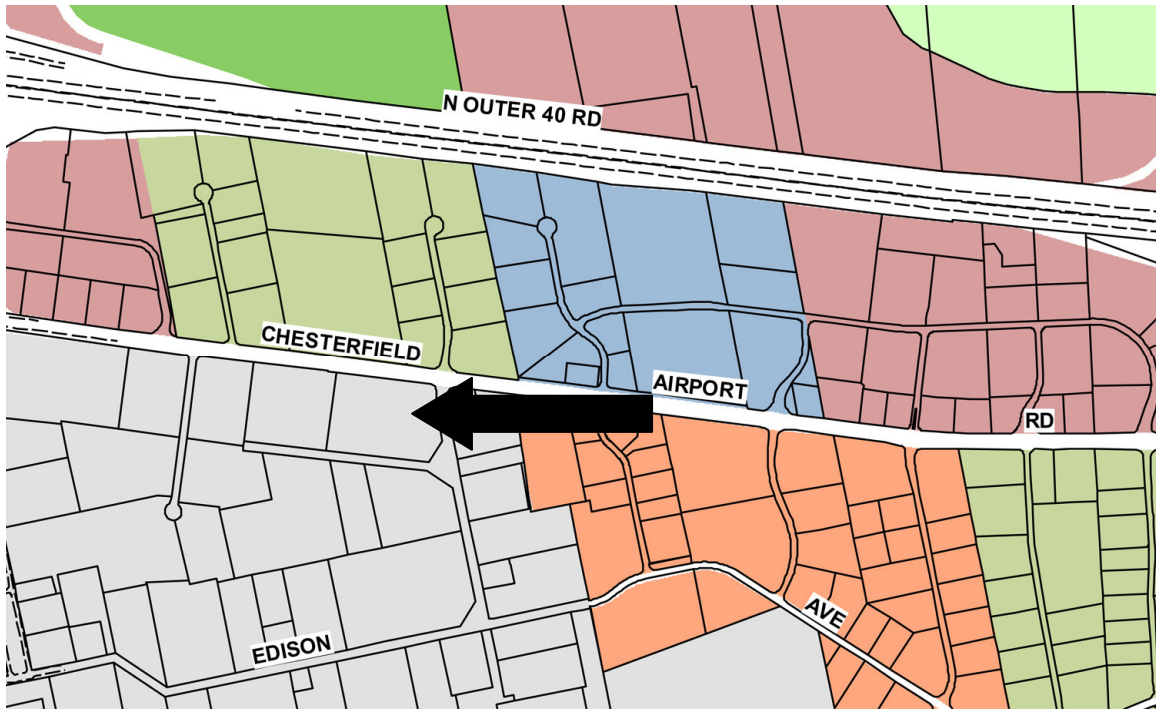 N OUTER 40 RD
CHESTERFIELD
AIRPORT
RD
AVE
EDISON